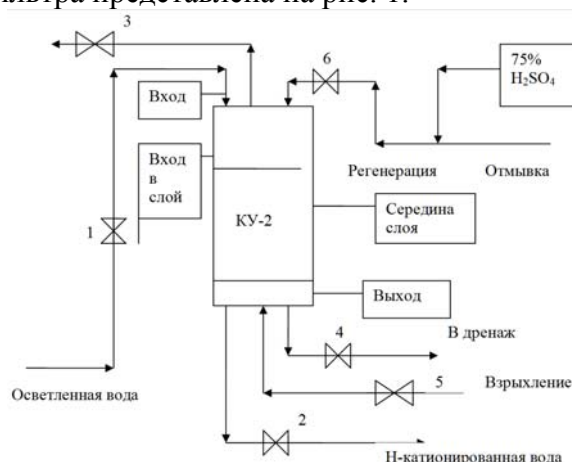 льтра представлена на рис. 1.
3
6
75%
H₂SO₄
Вход
Вход
в
слой
Регенерация
Отмывка
1
КУ-2
Середина
слоя
Выход
4
В дренаж
5
Взрыхление
Осветленная вода
2
Н-катионированная вода